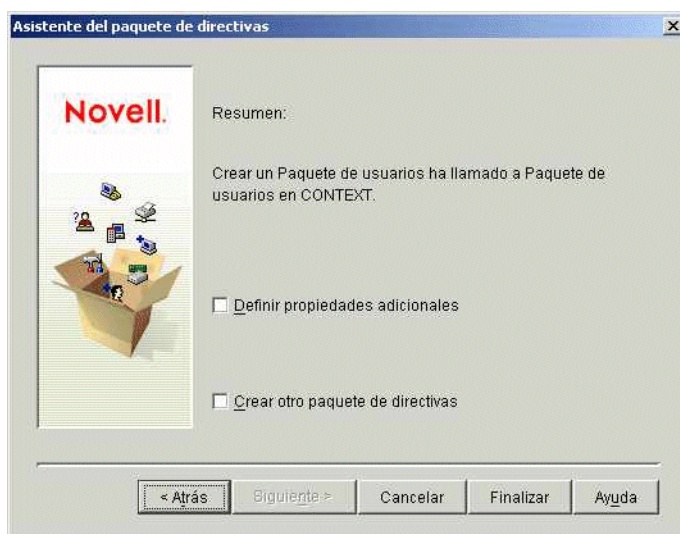 Asistente del paquete de directivas
Novell.
Resumen:
Crear un Paquete de usuarios ha llamado a Paquete de
usuarios en CONTEXT.
Definir propiedades adicionales
Crear otro paquete de directivas
< Atrás
Siguiente >
Cancelar
Finalizar
Ayuda